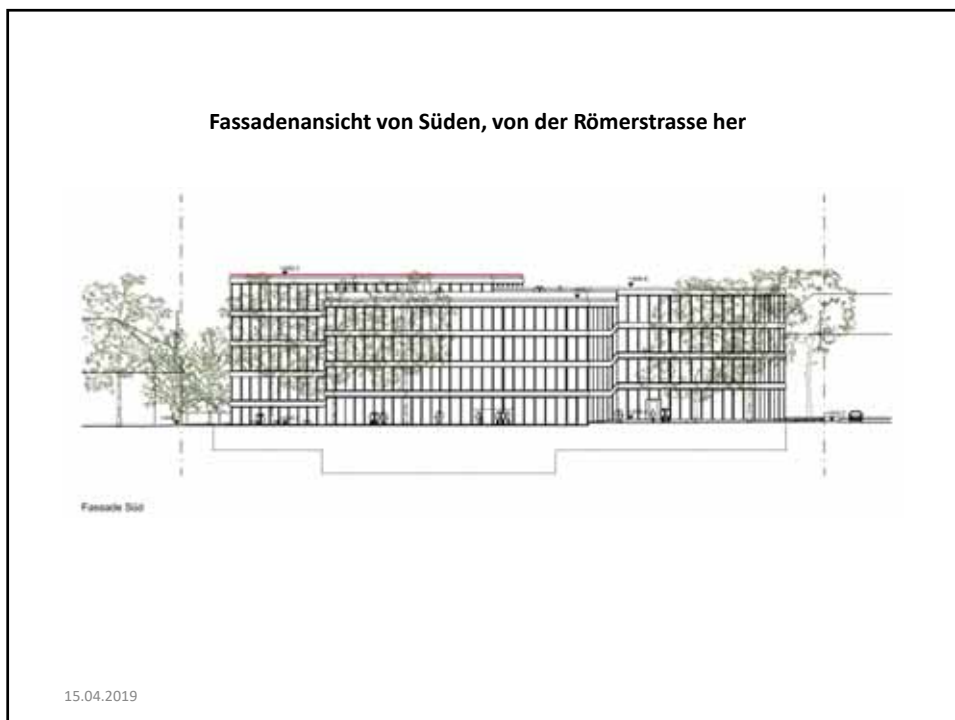 Fassadenansicht von Süden, von der Römerstrasse her
Fassade Süd
15.04.2019